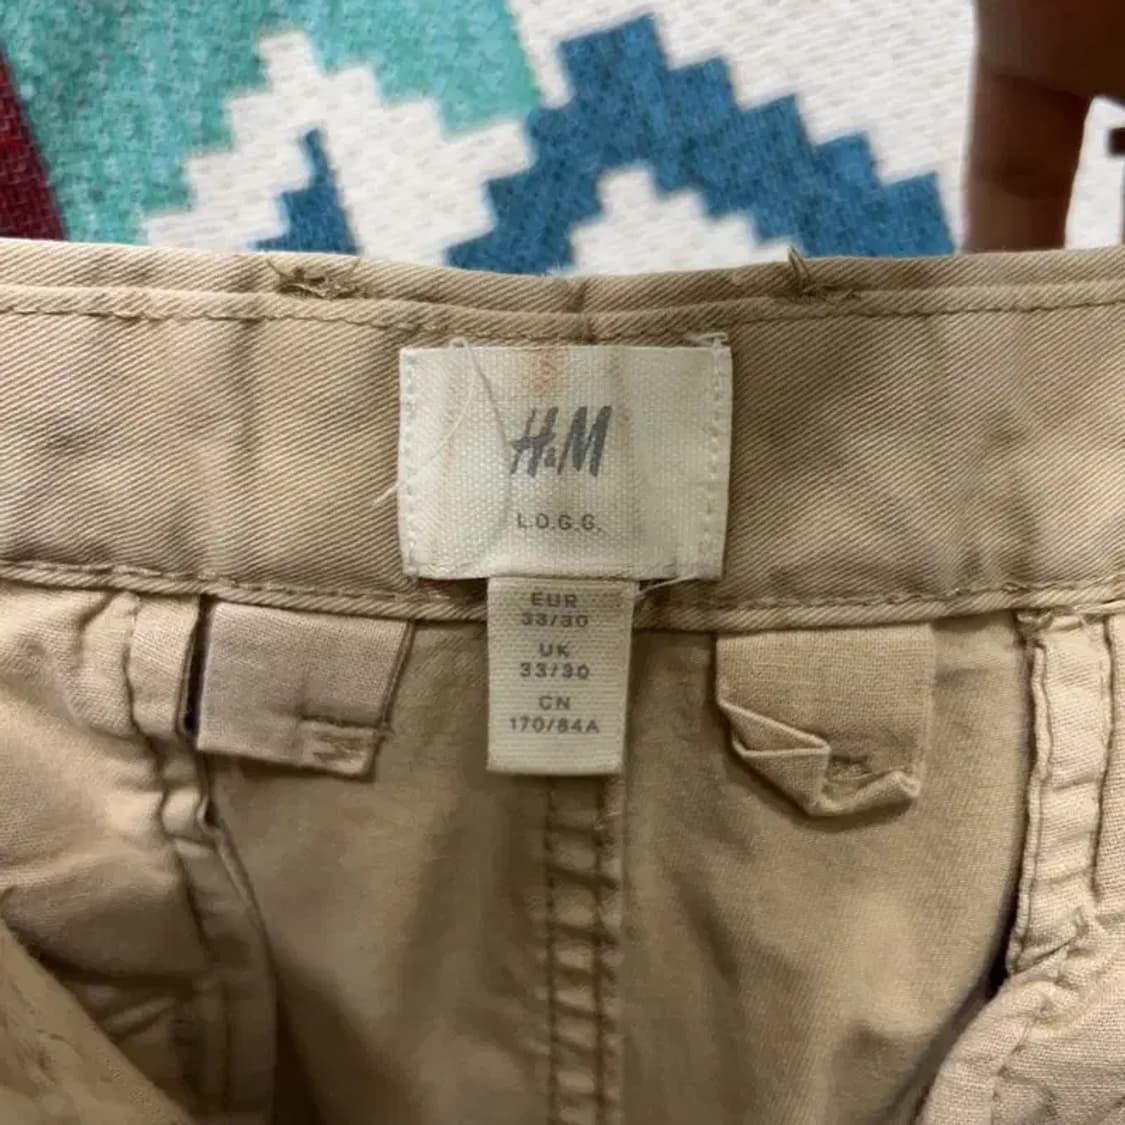 H&M
L.O.G.G.
EUR
33/30
UK
33/30
CN
170/84A